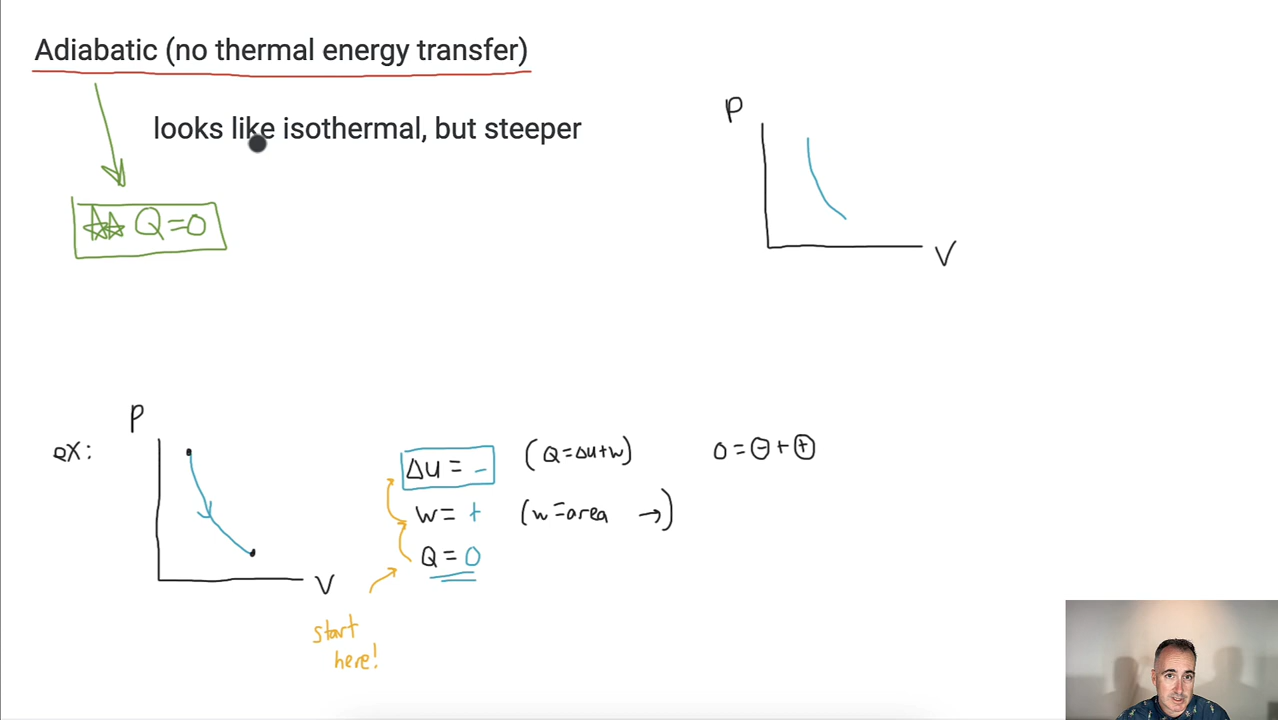 Adiabatic (no thermal energy transfer)
looks like isothermal, but steeper
☆☆ Q=0
P
V
ex:
P
V
Δu = -
(Q=Δu+w)
0=⊖+⊕
w= +
(w=area →)
Q = 0
start
here!